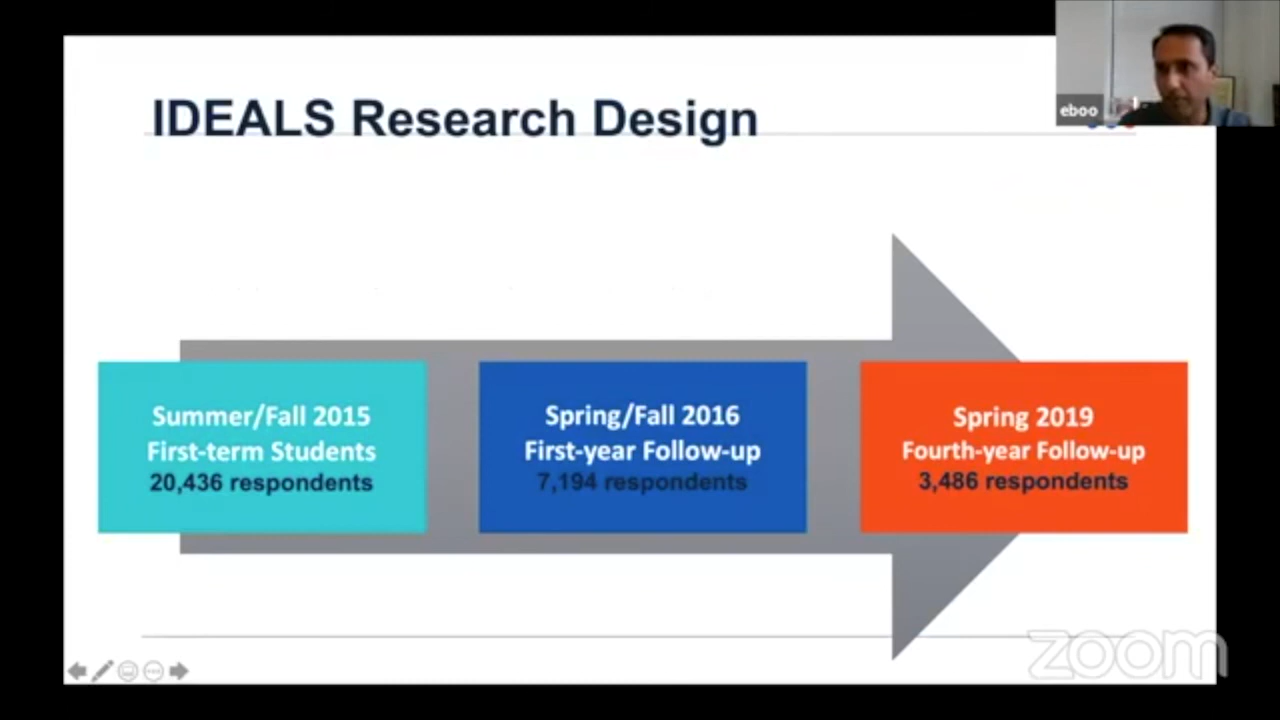 IDEALS Research Design
eboo
Summer/Fall 2015
First-term Students
20,436 respondents
Spring/Fall 2016
First-year Follow-up
7,194 respondents
Spring 2019
Fourth-year Follow-up
3,486 respondents
zoom